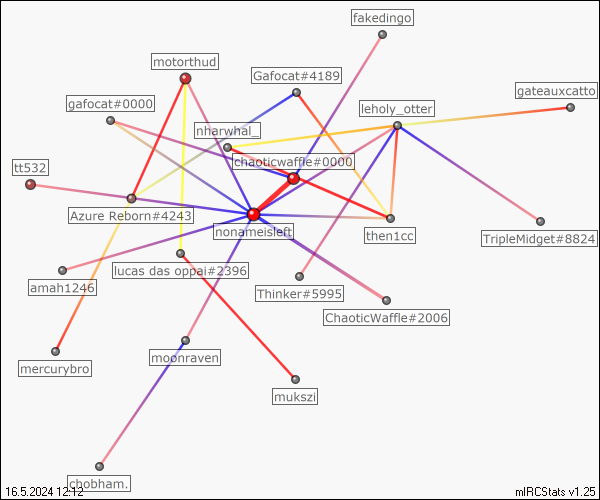 fakedingo
motorthud
Gafocat#4189
gateauxcatto
gafocat#0000
leholy_otter
nharwhal_
chaoticwaffle#0000
tt532
Azure Reborn#4243
nonameisleft
then1cc
TripleMidget#8824
lucas das oppai#2396
amah1246
Thinker#5995
ChaoticWaffle#2006
moonraven
mercurybro
mukszi
chobham.
16.5.2024 12:12
mIRCStats v1.25